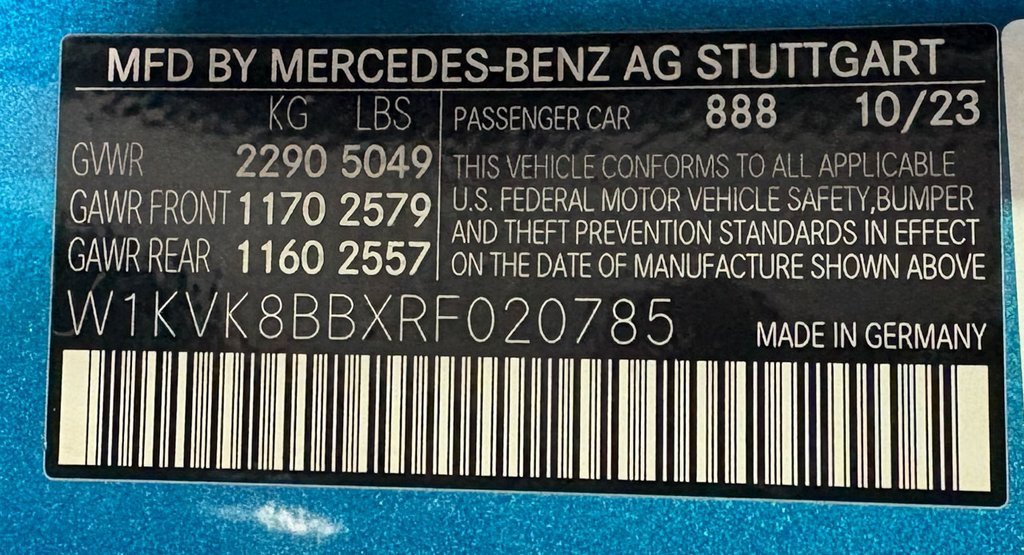 MFD BY MERCEDES-BENZ AG STUTTGART
KG LBS
GVWR 2290 5049
GAWR FRONT 1170 2579
GAWR REAR 1160 2557
PASSENGER CAR 888 10/23
THIS VEHICLE CONFORMS TO ALL APPLICABLE
U.S. FEDERAL MOTOR VEHICLE SAFETY,BUMPER
AND THEFT PREVENTION STANDARDS IN EFFECT
ON THE DATE OF MANUFACTURE SHOWN ABOVE
W1KVK8BBXRF020785
MADE IN GERMANY